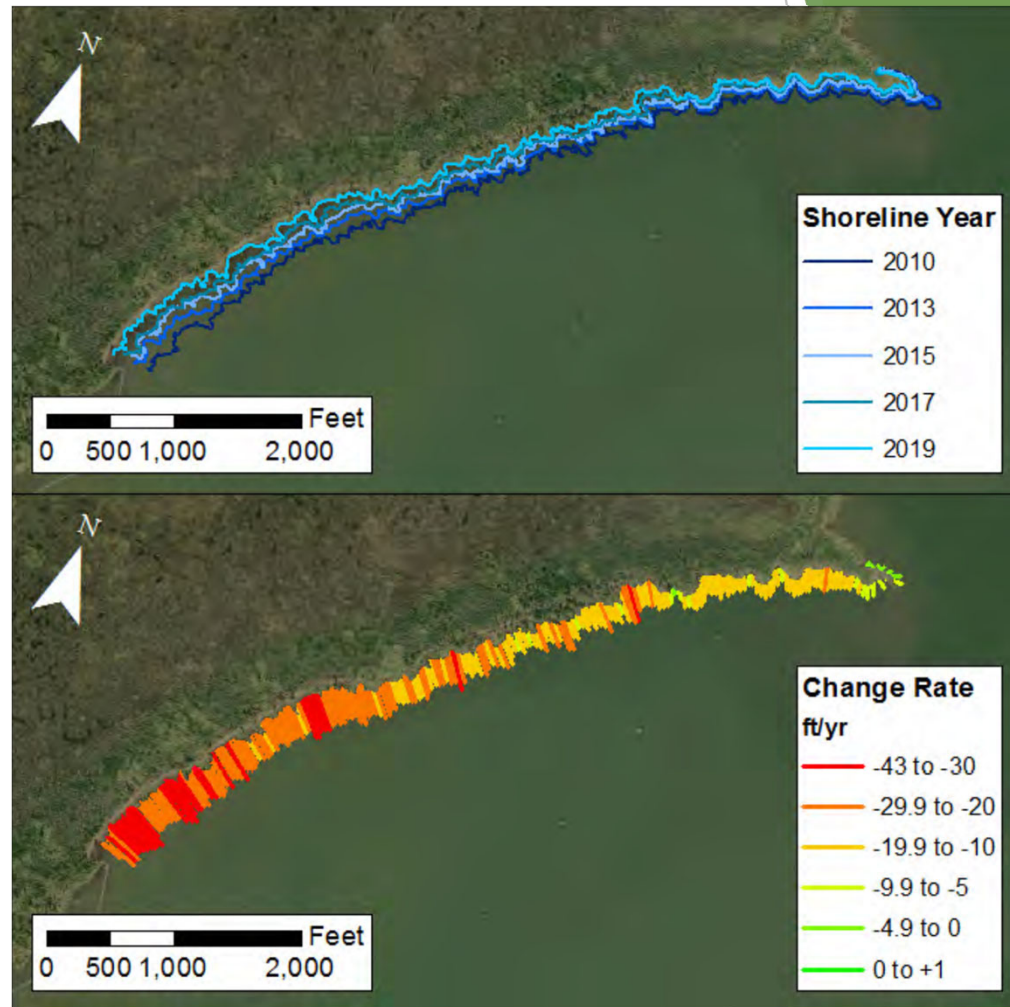 N
Shoreline Year
2010
2013
2015
2017
2019
Feet
0 500 1,000 2,000
N
Change Rate
ft/yr
-43 to -30
-29.9 to -20
-19.9 to -10
-9.9 to -5
-4.9 to 0
0 to +1
Feet
0 500 1,000 2,000